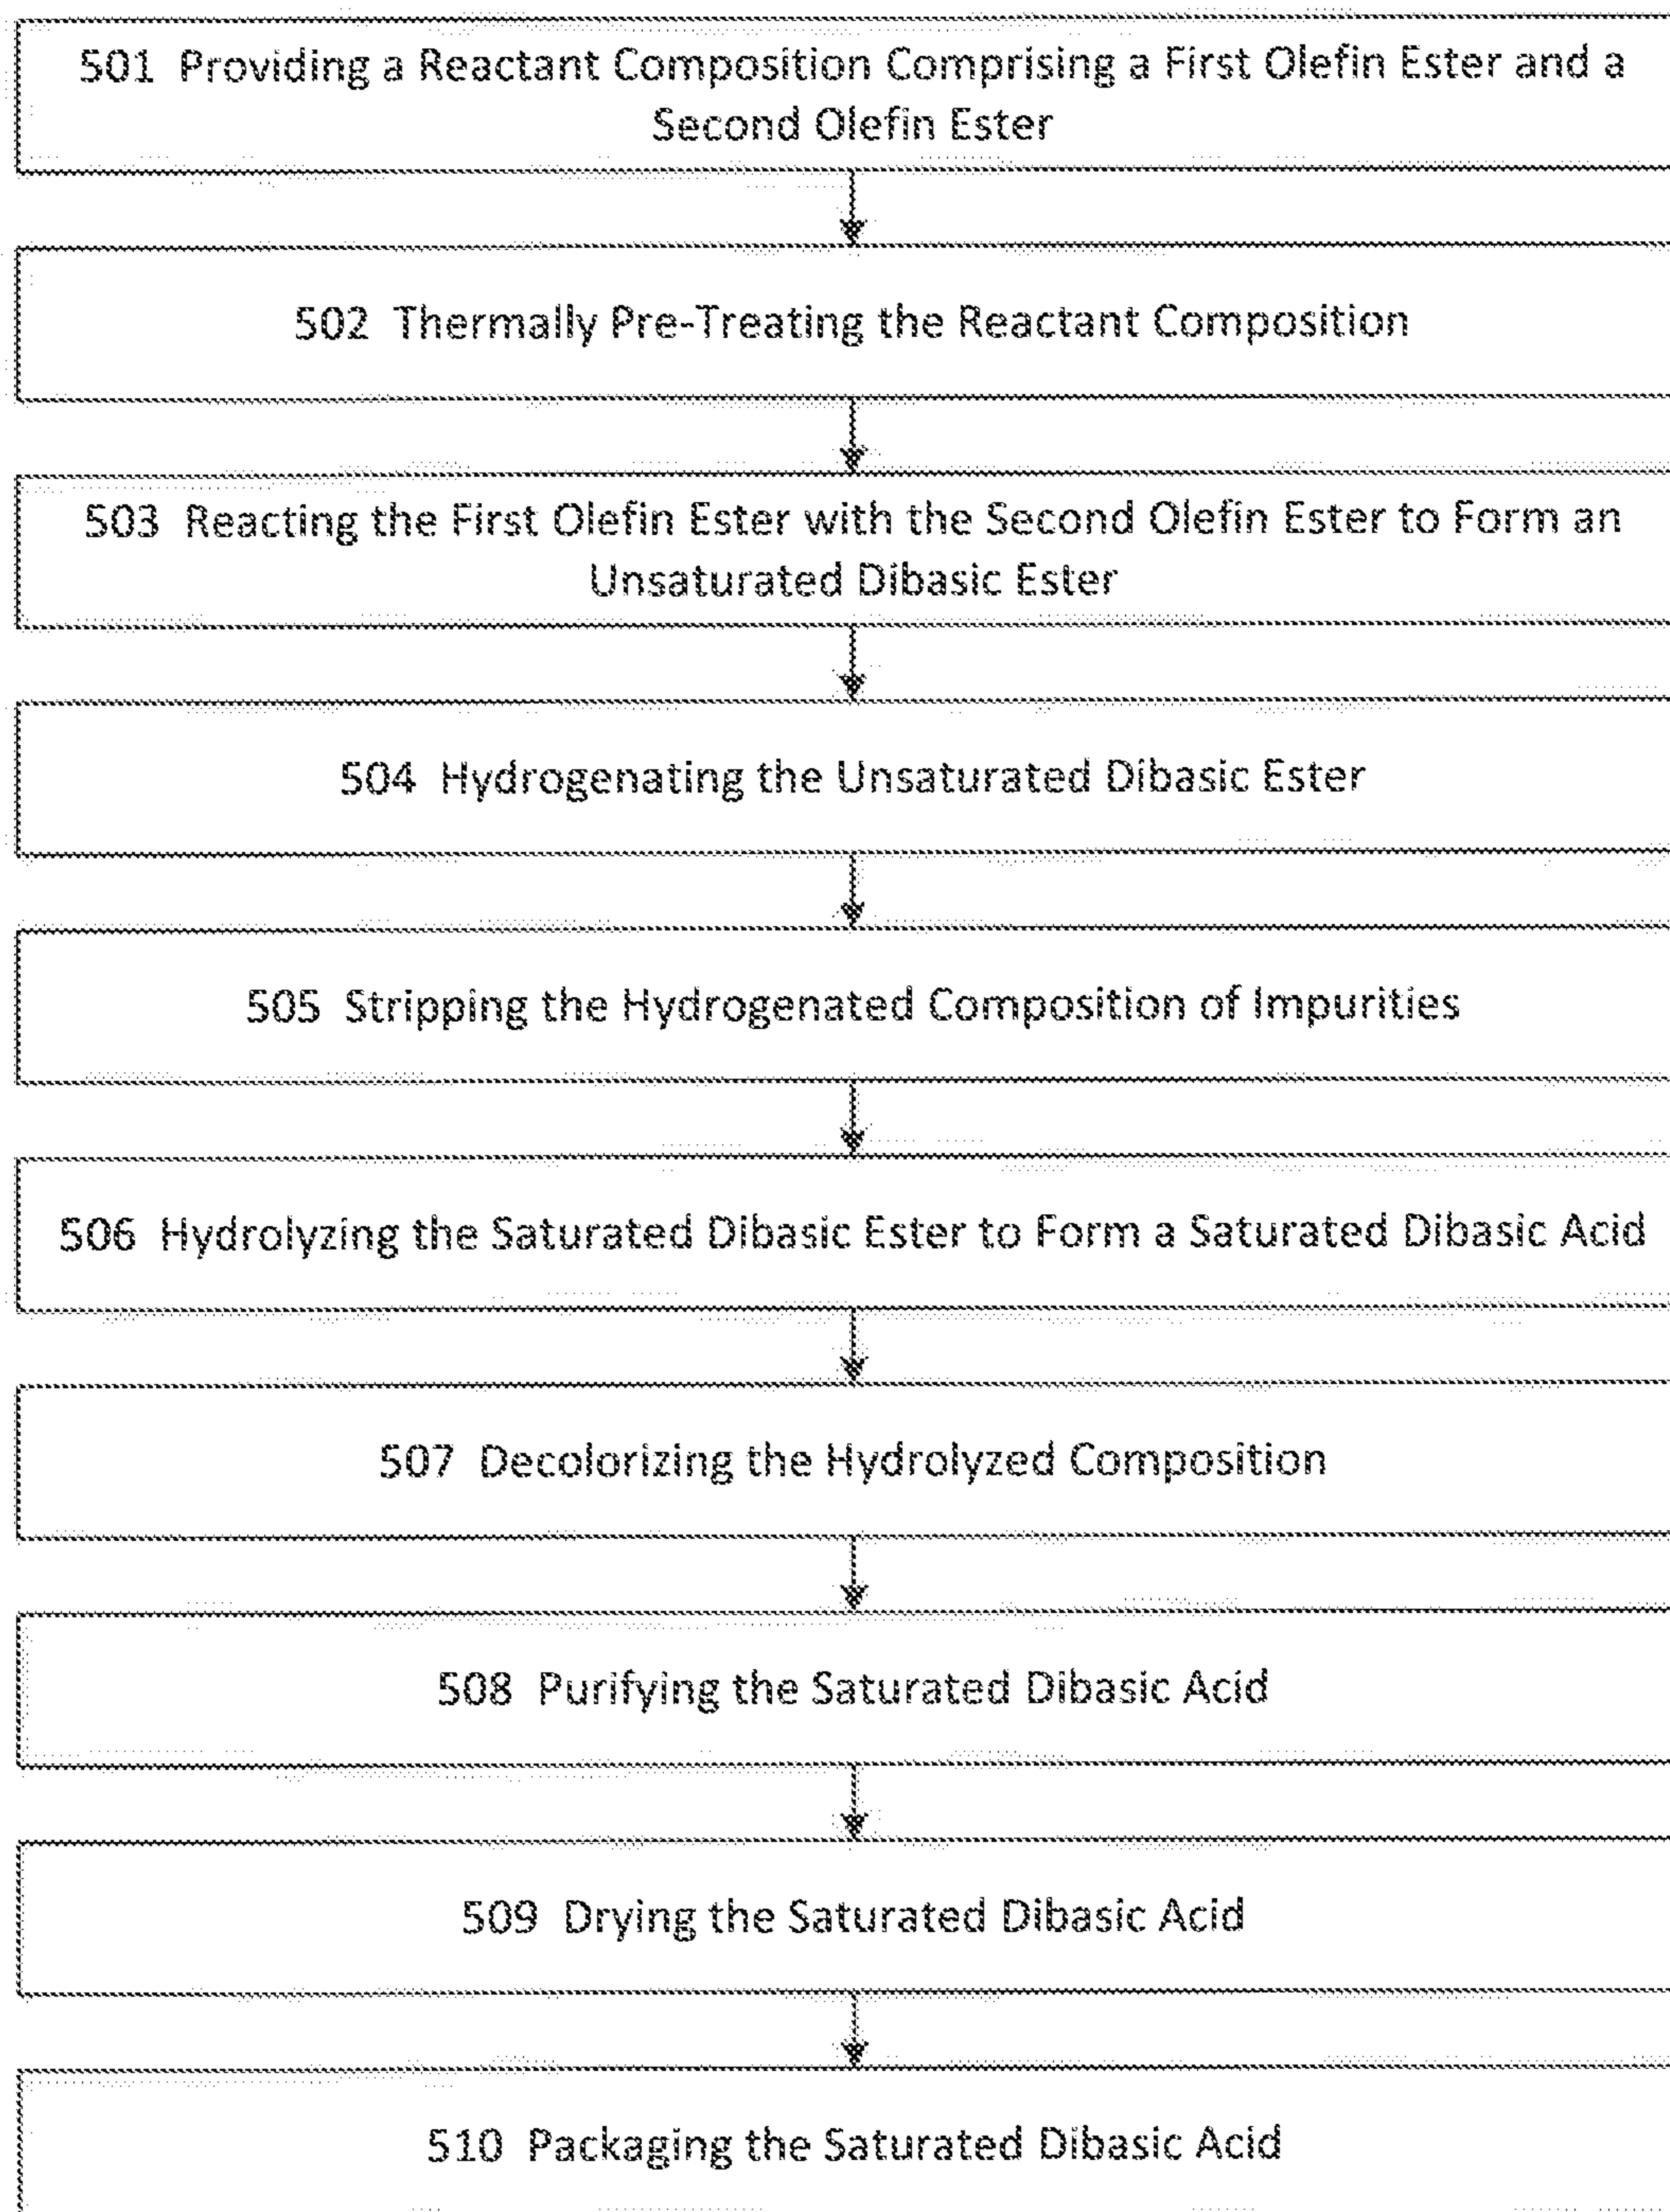 501 Providing a Reactant Composition Comprising a First Olefin Ester and a
Second Olefin Ester
502 Thermally Pre-Treating the Reactant Composition
503 Reacting the First Olefin Ester with the Second Olefin Ester to Form an
Unsaturated Dibasic Ester
504 Hydrogenating the Unsaturated Dibasic Ester
505 Stripping the Hydrogenated Composition of Impurities
506 Hydrolyzing the Saturated Dibasic Ester to Form a Saturated Dibasic Acid
507 Decolorizing the Hydrolyzed Composition
508 Purifying the Saturated Dibasic Acid
509 Drying the Saturated Dibasic Acid
510 Packaging the Saturated Dibasic Acid